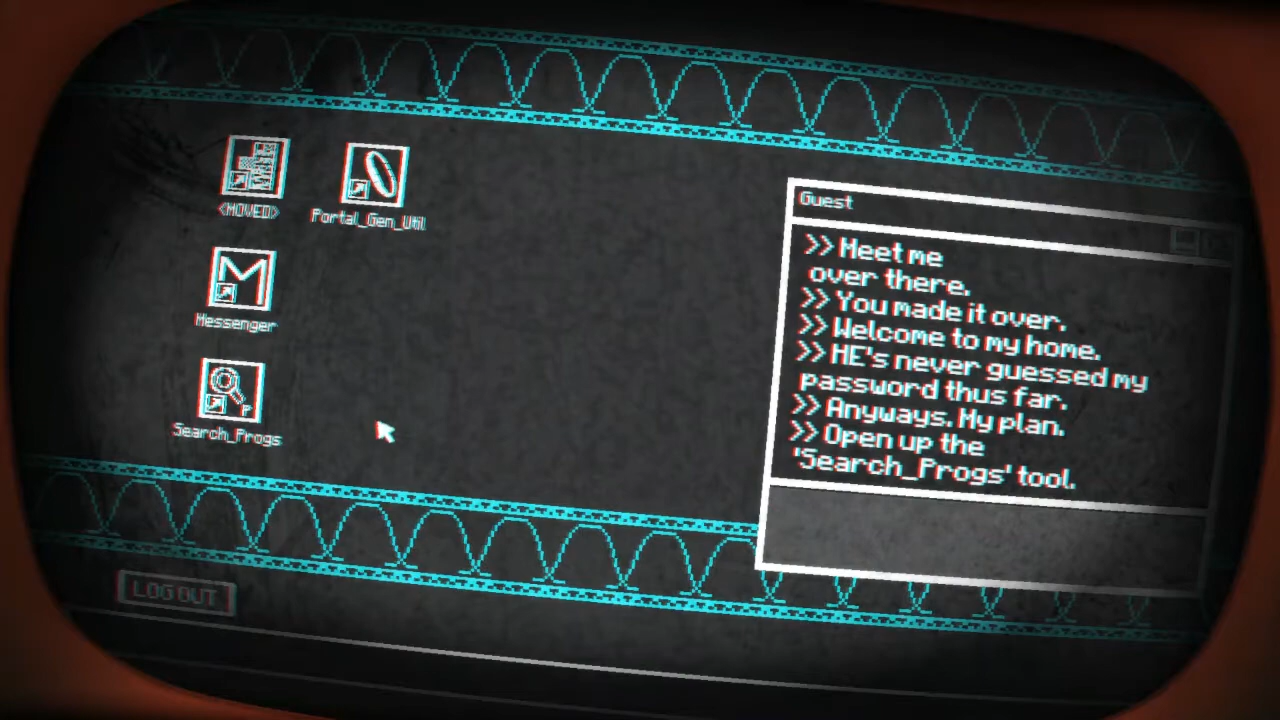 <MOVED>
Portal_Gen_Util
Messenger
Search_Progs
LOG OUT
Guest
>> Meet me
over there.
>> You made it over.
>> Welcome to my home.
>> HE's never guessed my
password thus far.
>> Anyways. My plan.
>> Open up the
'Search_Progs' tool.